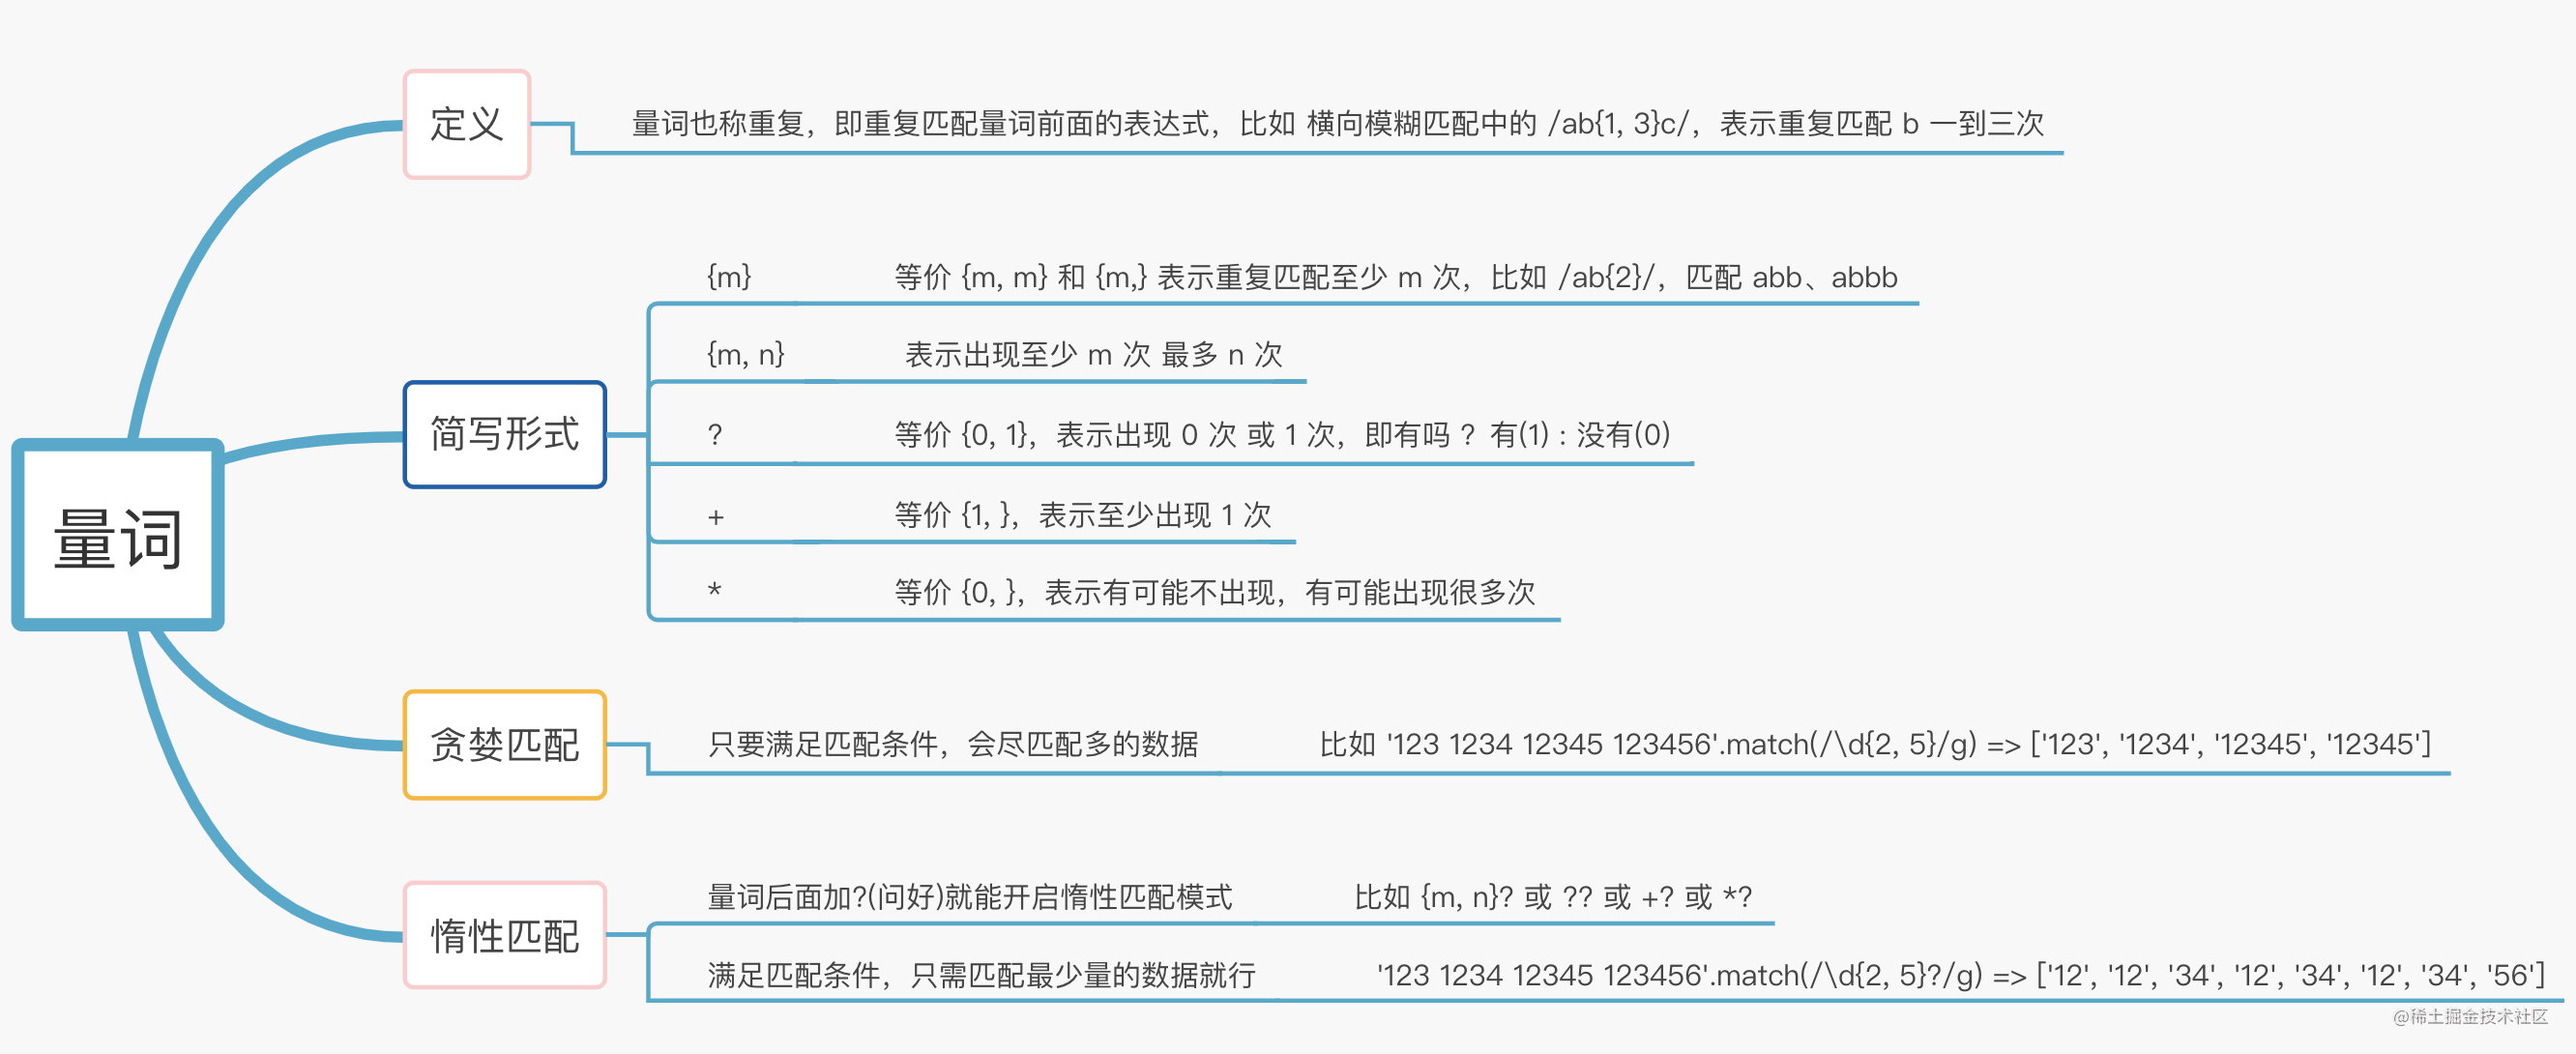 量词
定义
量词也称重复，即重复匹配量词前面的表达式，比如 横向模糊匹配中的 /ab{1, 3}c/，表示重复匹配 b 一到三次
简写形式
{m} 等价 {m, m} 和 {m,} 表示重复匹配至少 m 次，比如 /ab{2}/，匹配 abb、abbb
{m, n} 表示出现至少 m 次 最多 n 次
? 等价 {0, 1}，表示出现 0 次 或 1 次，即有吗 ？有(1) : 没有(0)
+ 等价 {1, }，表示至少出现 1 次
* 等价 {0, }，表示有可能不出现，有可能出现很多次
贪婪匹配
只要满足匹配条件，会尽匹配多的数据 比如 '123 1234 12345 123456'.match(/\d{2, 5}/g) => ['123', '1234', '12345', '12345']
惰性匹配
量词后面加?(问好)就能开启惰性匹配模式 比如 {m, n}? 或 ?? 或 +? 或 *?
满足匹配条件，只需匹配最少量的数据就行 '123 1234 12345 123456'.match(/\d{2, 5}?/g) => ['12', '12', '34', '12', '34', '12', '34', '56']
@稀土掘金技术社区